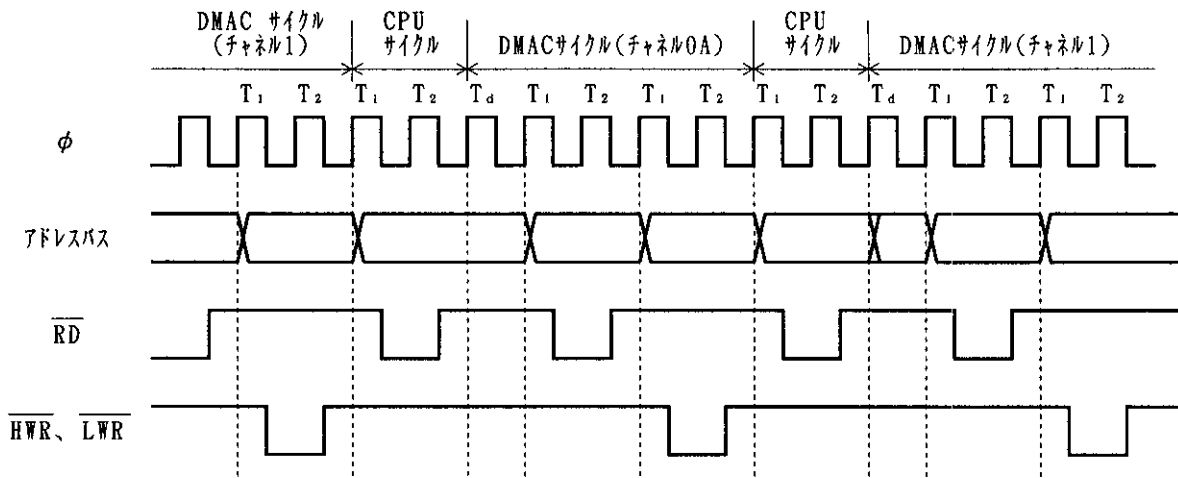 DMAC サイクル
(チャネル1)
CPU
サイクル
DMACサイクル(チャネル0A)
CPU
サイクル
DMACサイクル(チャネル1)
T₁ T₂ T₁ T₂ T_d T₁ T₂ T₁ T₂ T₁ T₂ T_d T₁ T₂ T₁ T₂
φ
アドレスバス
R̅D̅
H̅W̅R̅、L̅W̅R̅